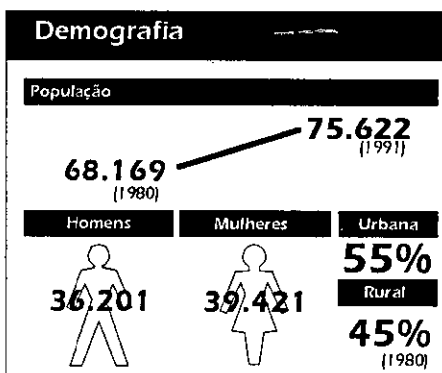 Demografia
População
75.622
(1991)
68.169
(1980)
Homens
Mulheres
Urbana
36.201
39.421
55%
Rural
45%
(1980)